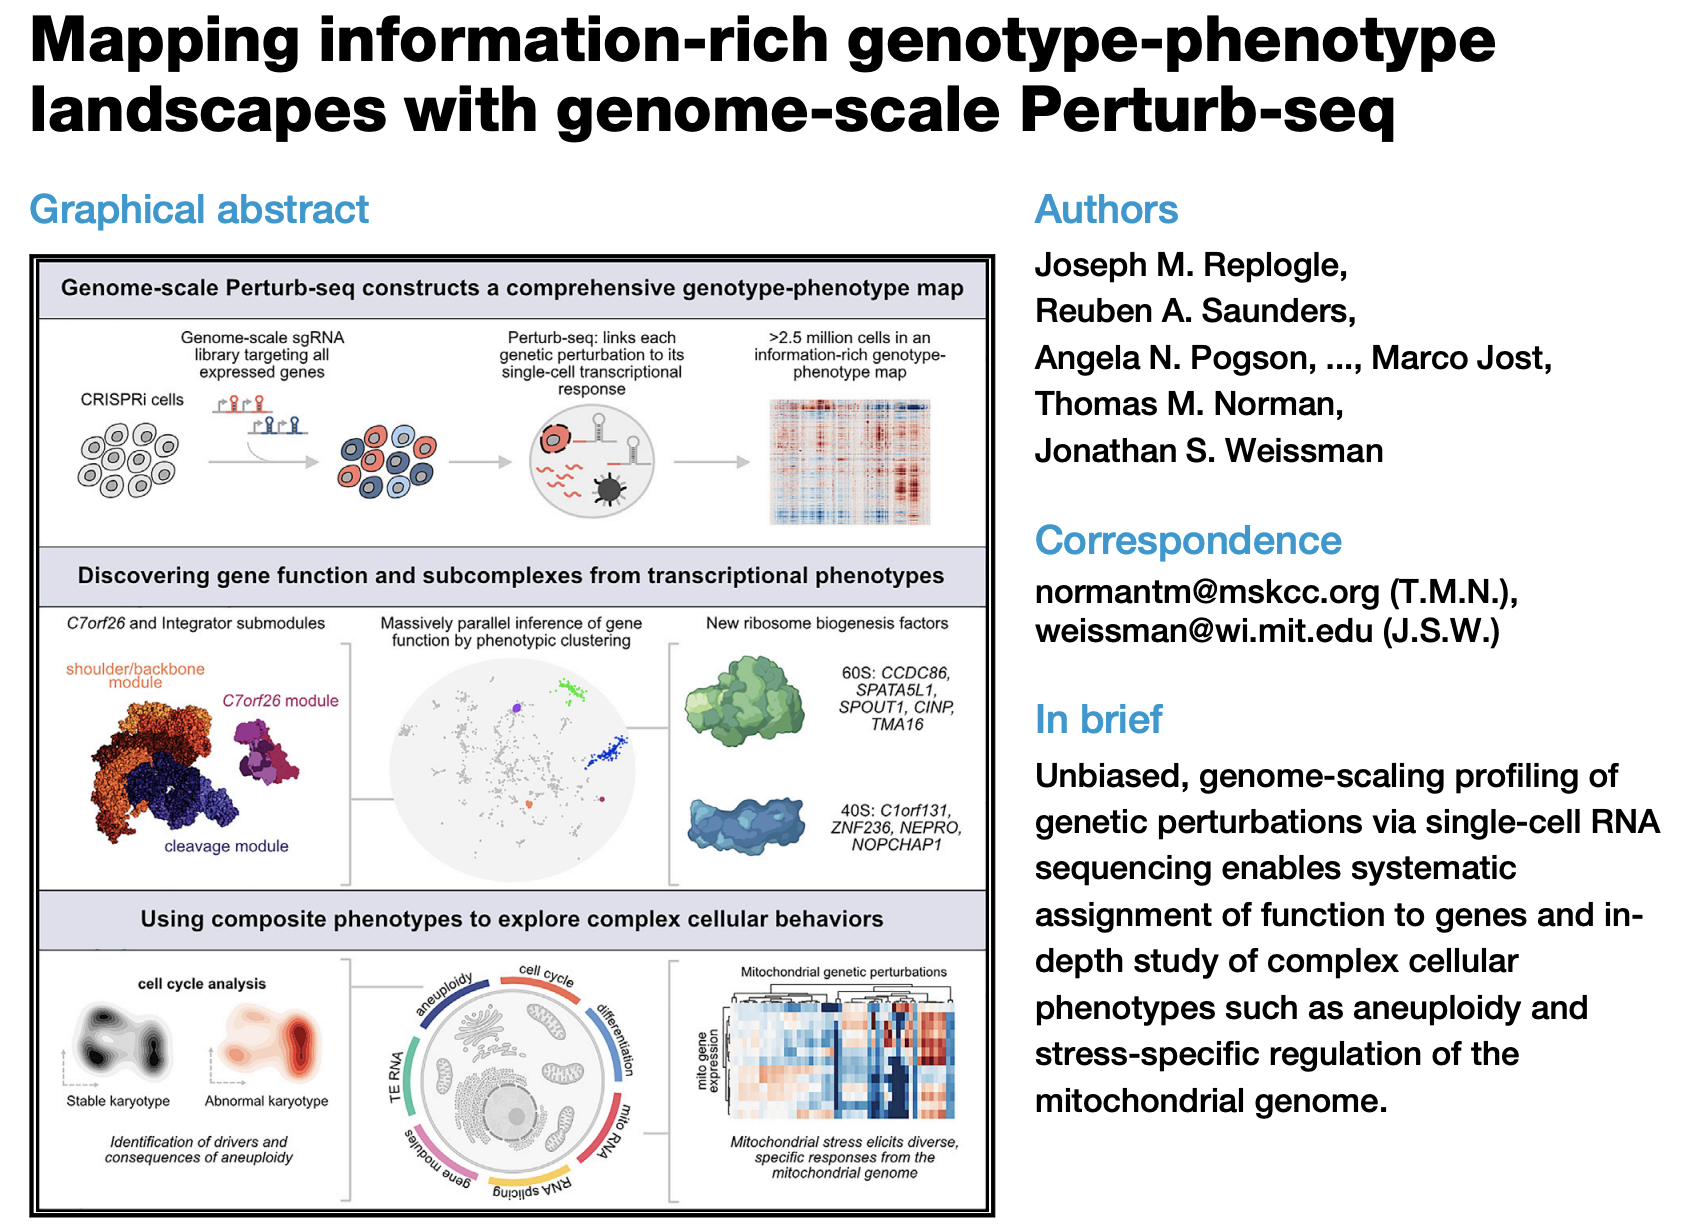 Mapping information-rich genotype-phenotype
landscapes with genome-scale Perturb-seq
Graphical abstract
Genome-scale Perturb-seq constructs a comprehensive genotype-phenotype map
Genome-scale sgRNA
library targeting all
expressed genes
CRISPRi cells
Perturb-seq: links each
genetic perturbation to its
single-cell transcriptional
response
>2.5 million cells in an
information-rich genotype-
phenotype map
Discovering gene function and subcomplexes from transcriptional phenotypes
C7orf26 and Integrator submodules
shoulder/backbone
module
C7orf26 module
cleavage module
Massively parallel inference of gene
function by phenotypic clustering
New ribosome biogenesis factors
60S: CCDC86,
SPATA5L1,
SPOUT1, CINP,
TMA16
40S: C1orf131,
ZNF236, NEPRO,
NOPCHAP1
Using composite phenotypes to explore complex cellular behaviors
cell cycle analysis
Stable karyotype
Abnormal karyotype
Identification of drivers and
consequences of aneuploidy
aneuploidy
cell cycle
differentiation
mito RNA
RNA splicing
gene modules
TE RNA
Mitochondrial genetic perturbations
mito gene
expression
Mitochondrial stress elicits diverse,
specific responses from the
mitochondrial genome
Authors
Joseph M. Replogle,
Reuben A. Saunders,
Angela N. Pogson, ..., Marco Jost,
Thomas M. Norman,
Jonathan S. Weissman
Correspondence
normantm@mskcc.org (T.M.N.),
weissman@wi.mit.edu (J.S.W.)
In brief
Unbiased, genome-scaling profiling of
genetic perturbations via single-cell RNA
sequencing enables systematic
assignment of function to genes and in-
depth study of complex cellular
phenotypes such as aneuploidy and
stress-specific regulation of the
mitochondrial genome.